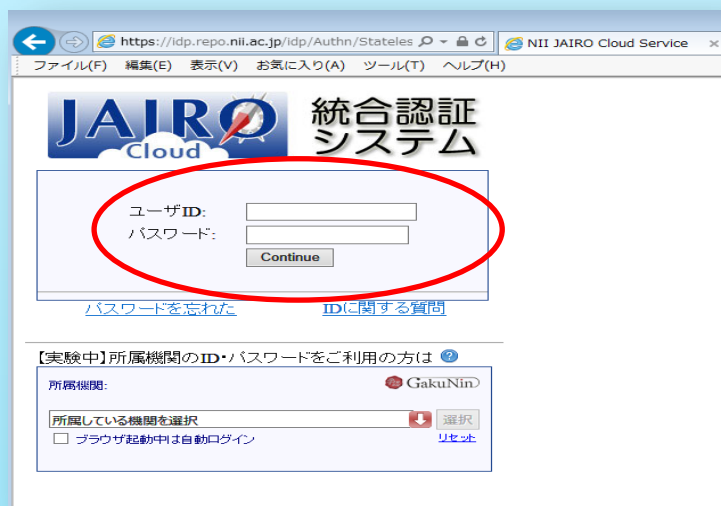 https://idp.repo.nii.ac.jp/idp/Authn/Stateles
NII JAIRO Cloud Service
ファイル(F) 編集(E) 表示(V) お気に入り(A) ツール(T) ヘルプ(H)
JAIRO
Cloud
統合認証
システム
ユーザID:
パスワード:
Continue
パスワードを忘れた IDに関する質問
【実験中】所属機関のID・パスワードをご利用の方は ?
所属機関: GakuNin
所属している機関を選択 選択
ブラウザ起動中は自動ログイン リセット